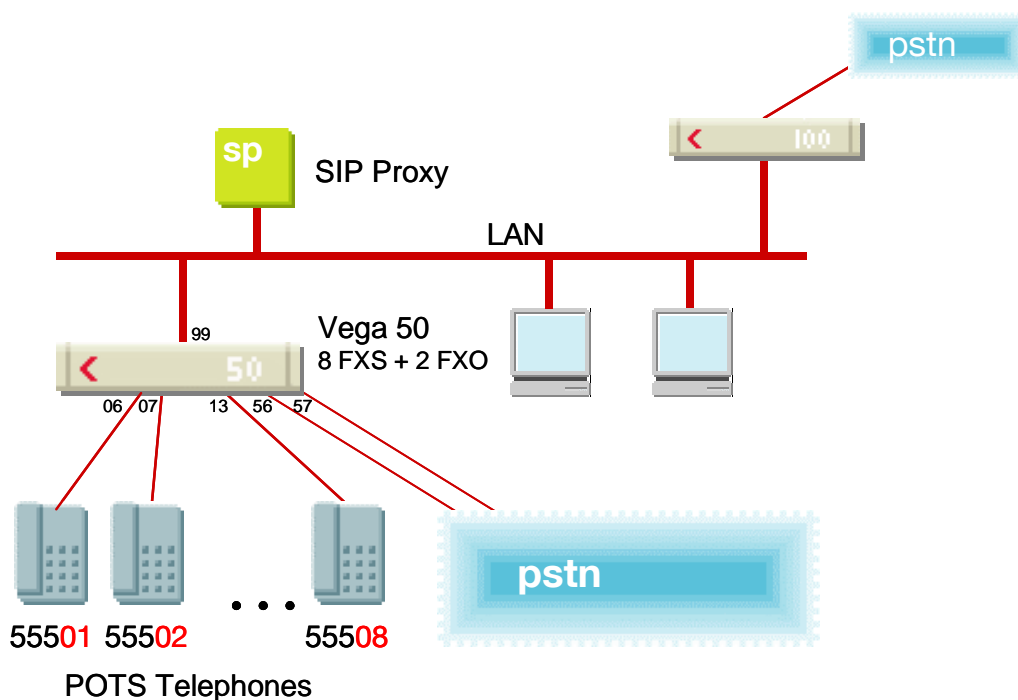 pstn
100
sp
SIP Proxy
LAN
99
Vega 50
8 FXS + 2 FXO
50
06 07 13 56 57
pstn
55501 55502 ... 55508
POTS Telephones